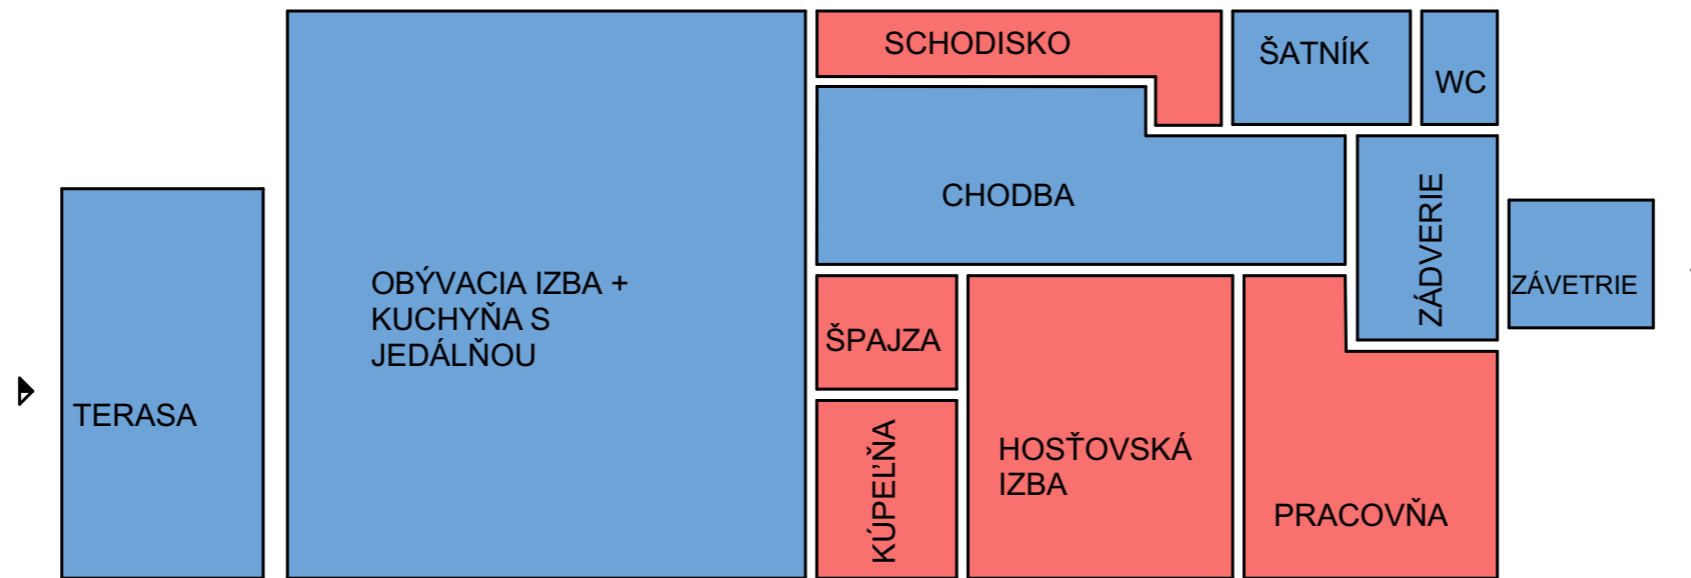 SCHODISKO
ŠATNÍK
WC
CHODBA
ZÁDVERIE
ZÁVETRIE
OBÝVACIA IZBA +
KUCHYŇA S
JEDÁLŇOU
TERASA
ŠPAJZA
KÚPEĽŇA
HOSŤOVSKÁ
IZBA
PRACOVŇA